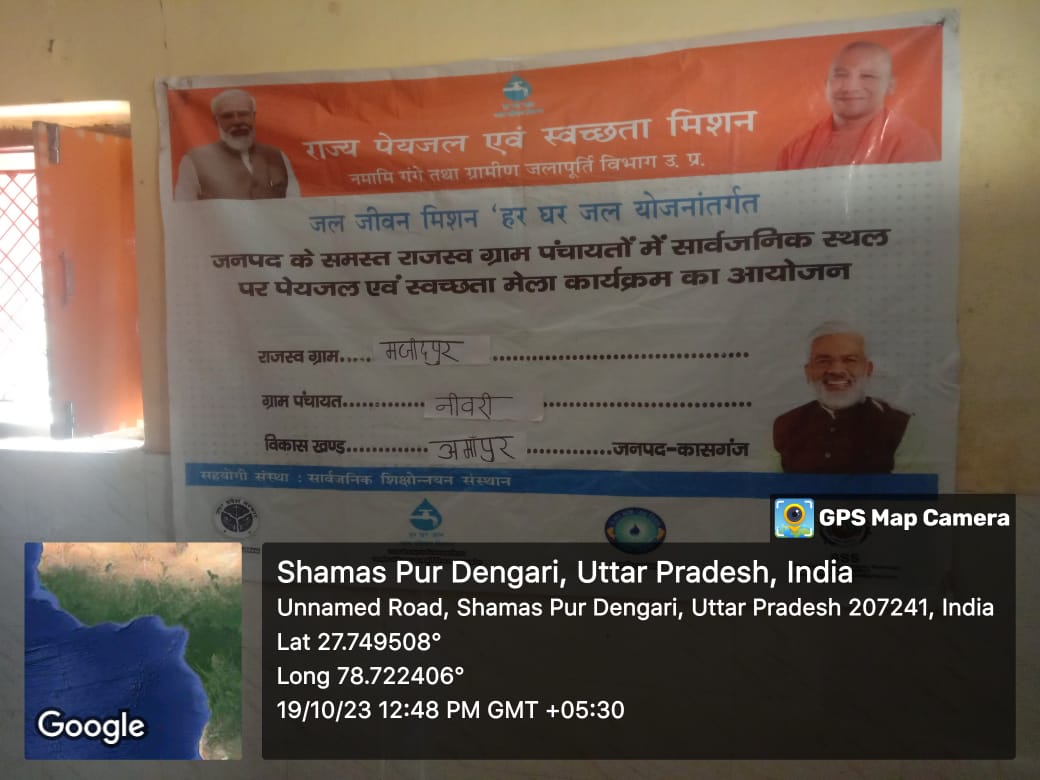 राज्य पेयजल एवं स्वच्छता मिशन
नमामि गंगे तथा ग्रामीण जलापूर्ति विभाग उ. प्र.
जल जीवन मिशन ‘हर घर जल योजनांतर्गत
जनपद के समस्त राजस्व ग्राम पंचायतों में सार्वजनिक स्थल
पर पेयजल एवं स्वच्छता मेला कार्यक्रम का आयोजन
राजस्व ग्राम..... मजीदपुर ........................................
ग्राम पंचायत............ नीवरी ................................
विकास खण्ड............ अमॉपुर ............जनपद-कासगंज
सहयोगी संस्था : सार्वजनिक शिक्षोन्नयन संस्थान
GPS Map Camera
Shamas Pur Dengari, Uttar Pradesh, India
Unnamed Road, Shamas Pur Dengari, Uttar Pradesh 207241, India
Lat 27.749508°
Long 78.722406°
19/10/23 12:48 PM GMT +05:30
Google